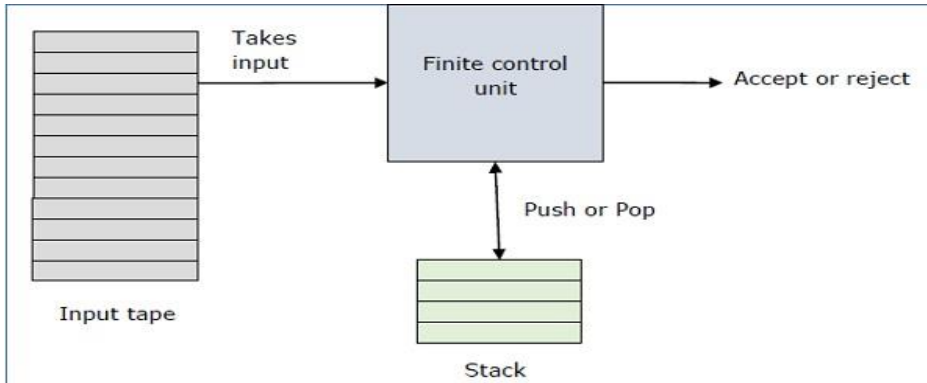 Takes
input
Finite control
unit
Accept or reject
Push or Pop
Input tape
Stack